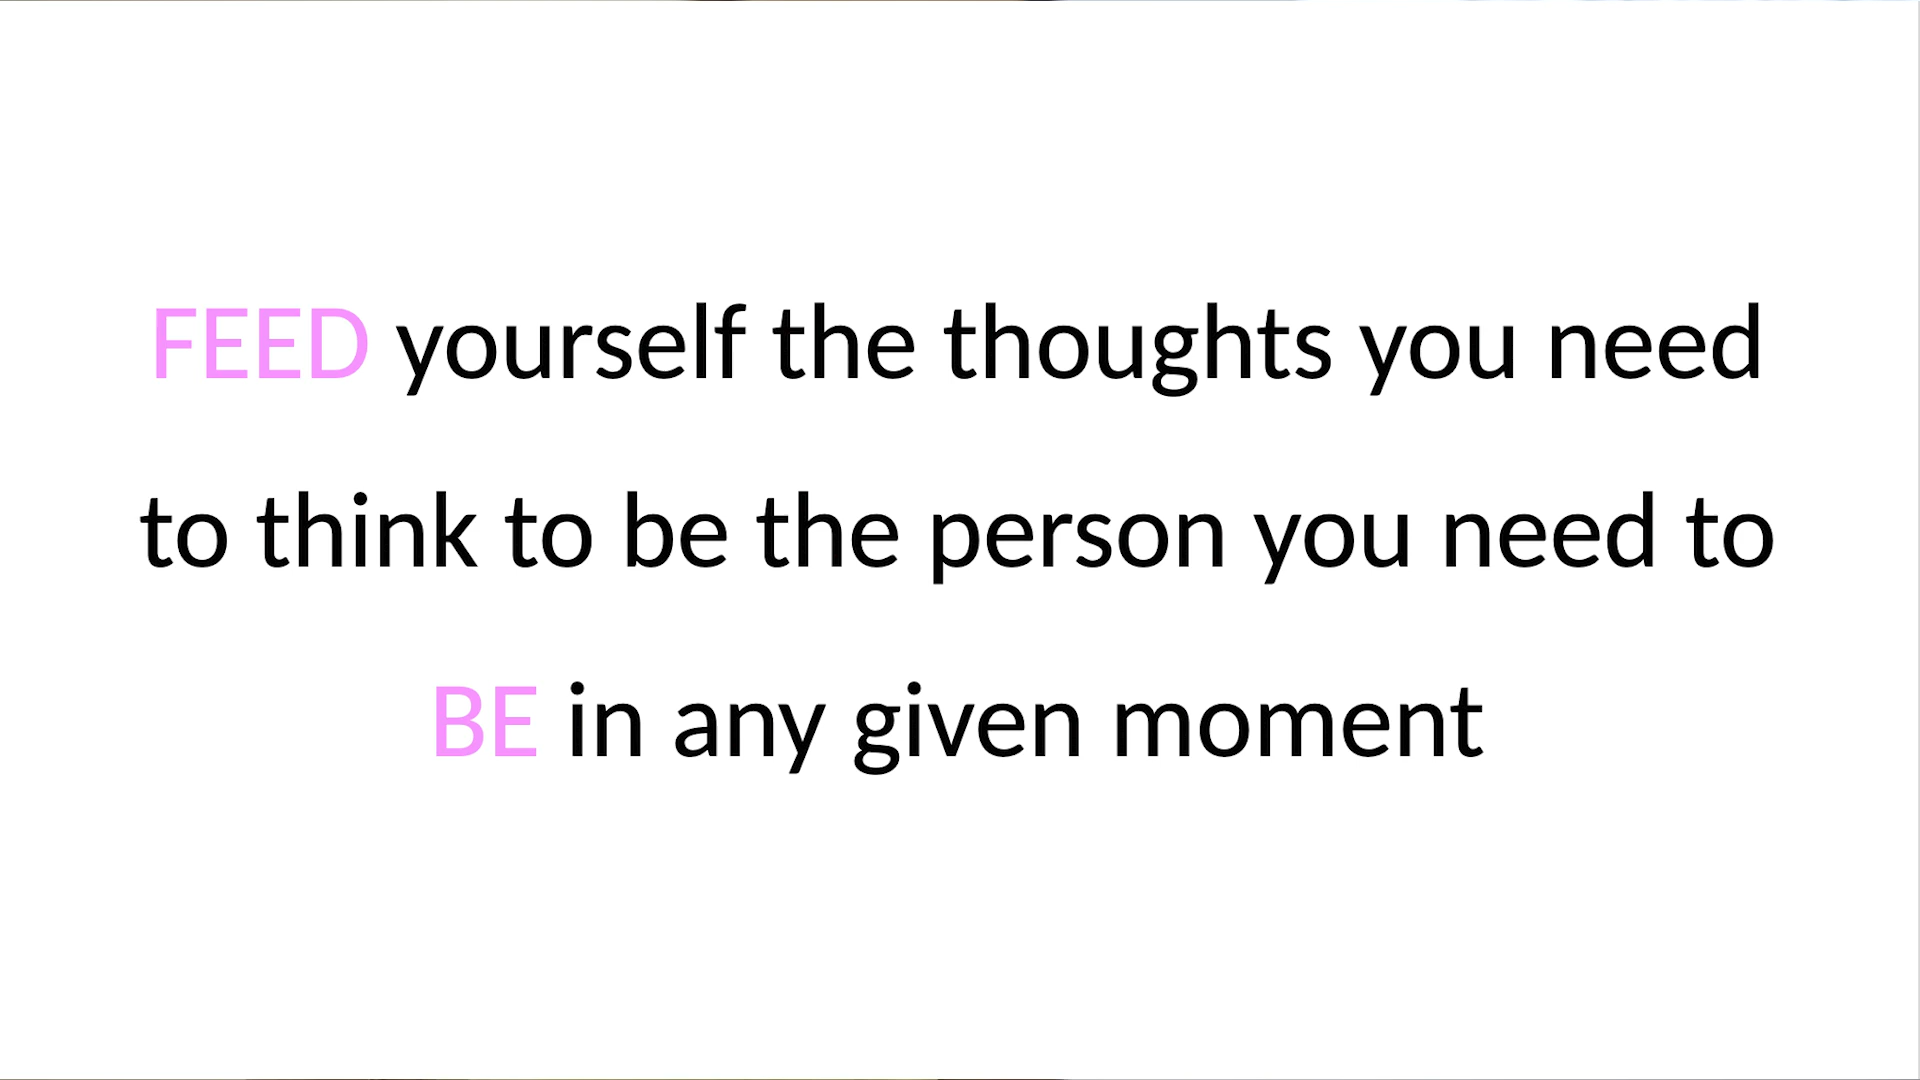 FEED yourself the thoughts you need
to think to be the person you need to
BE in any given moment